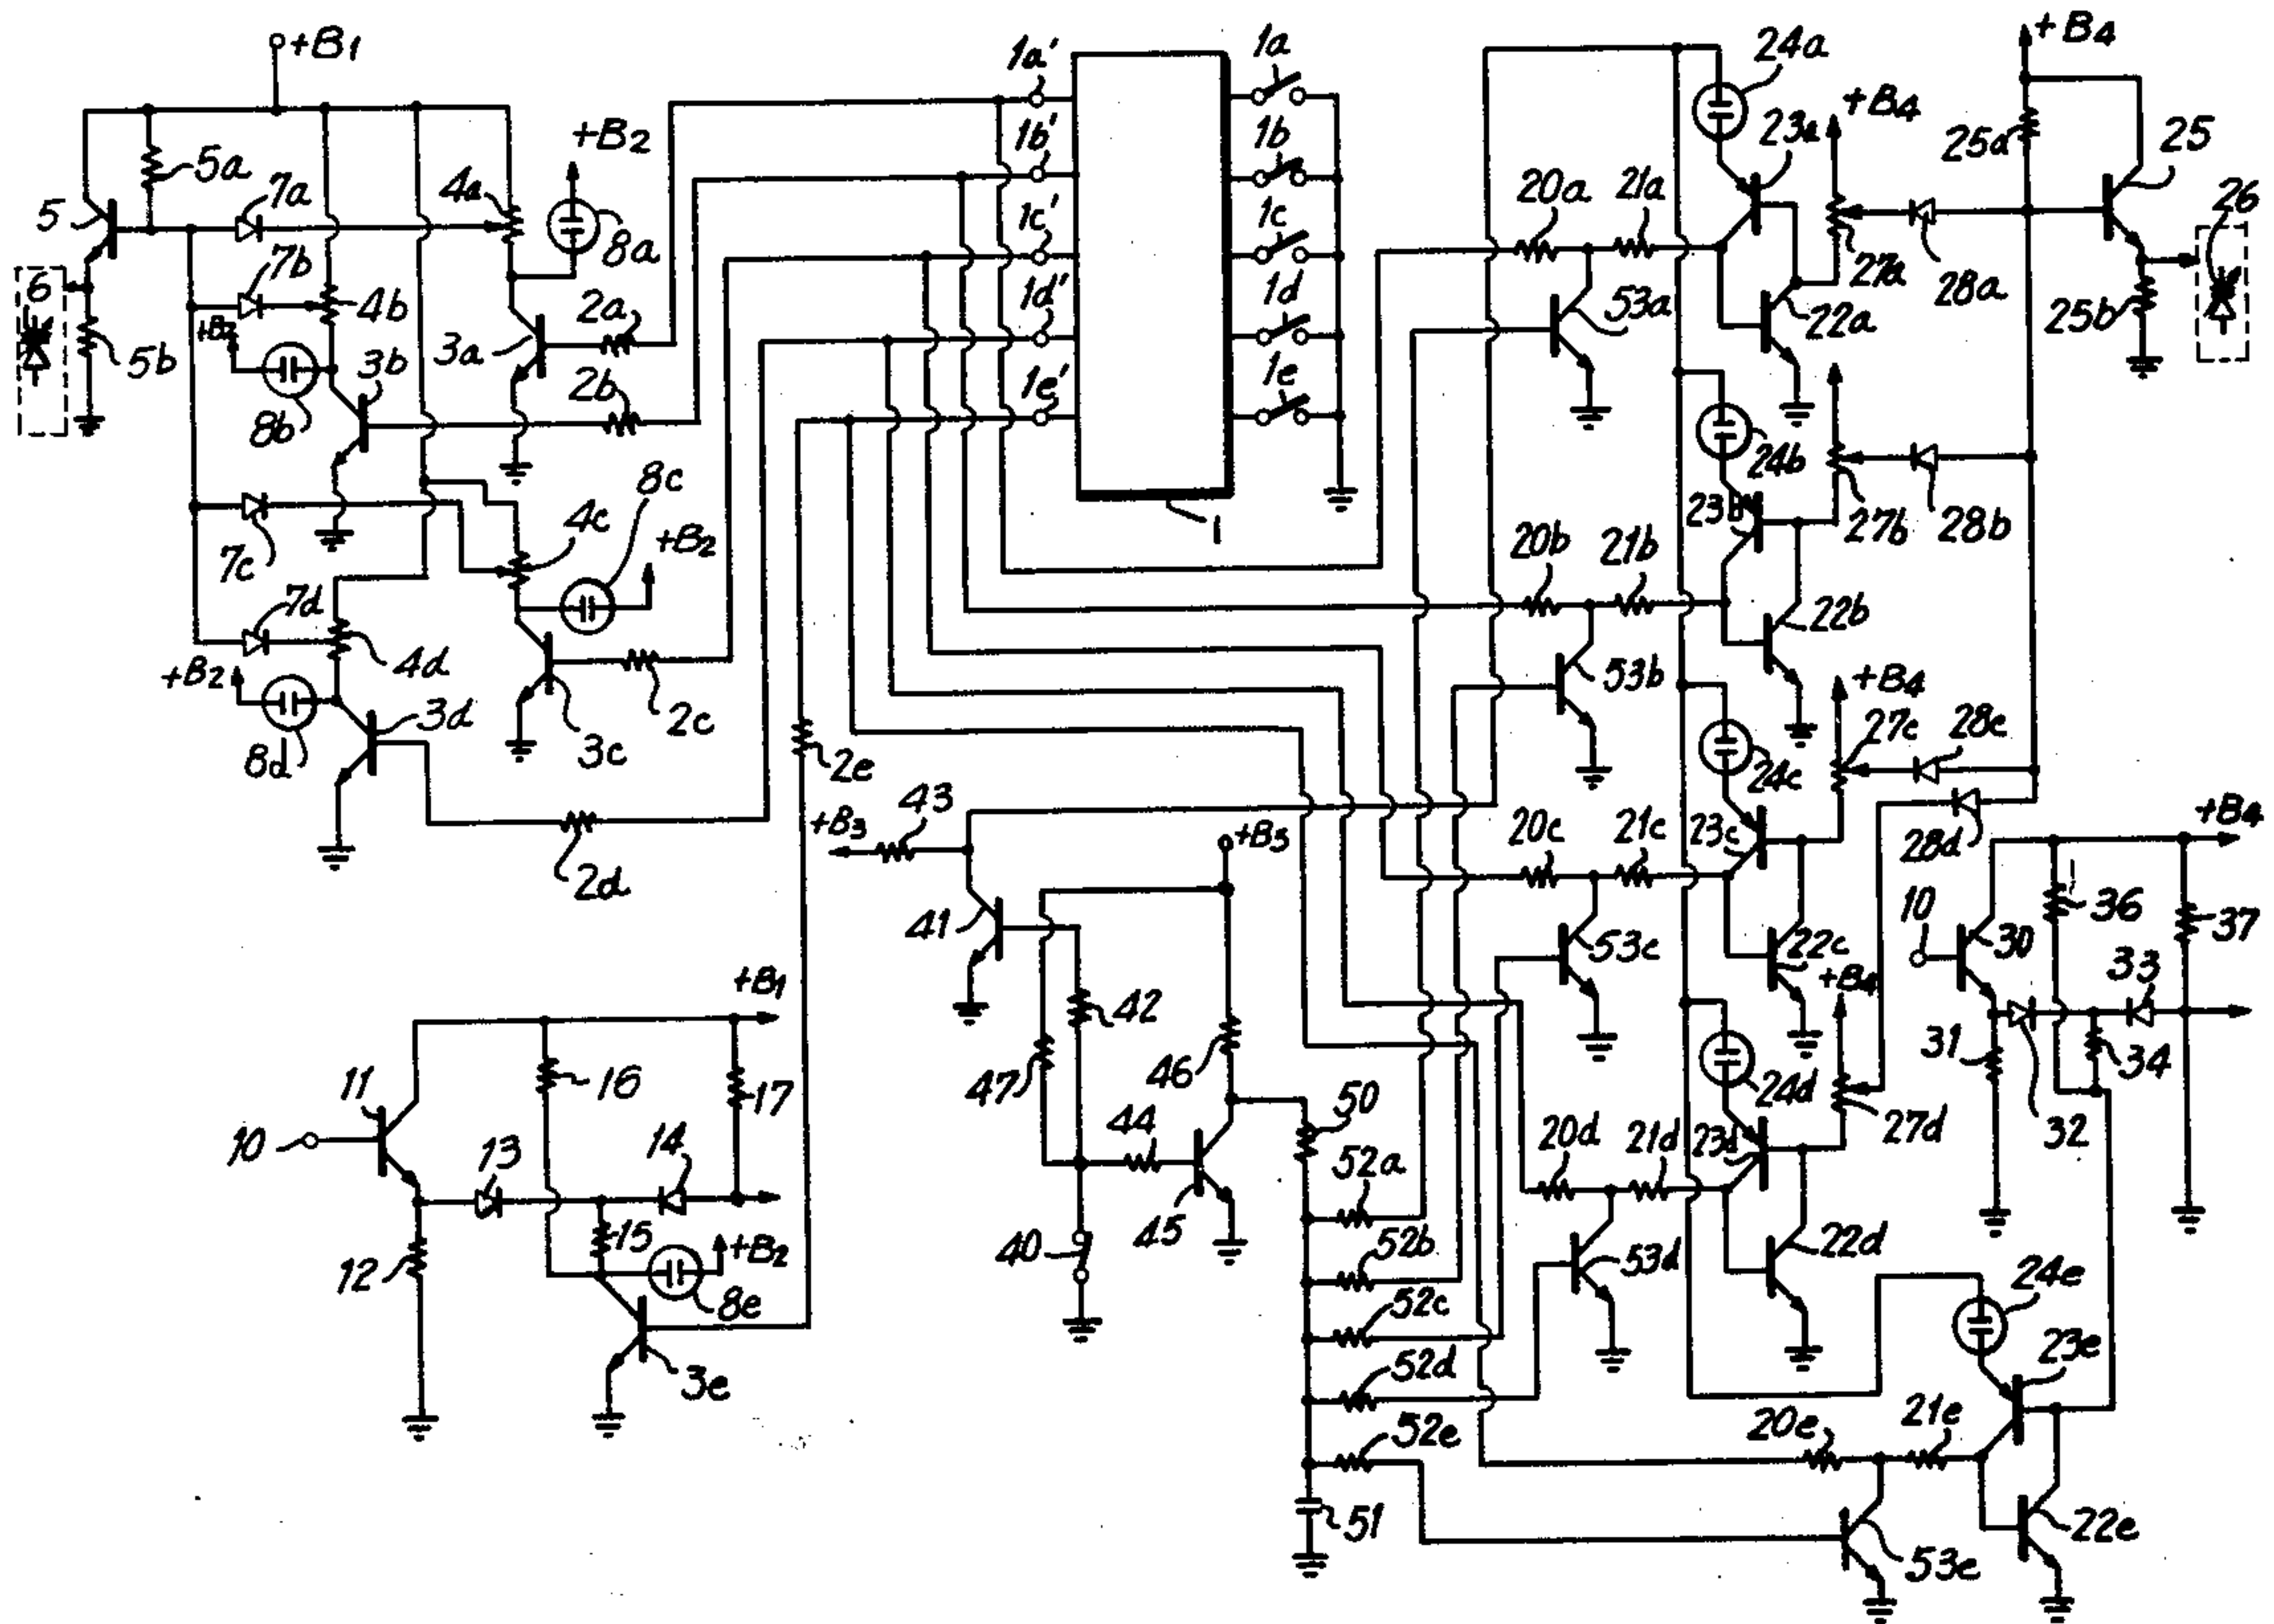 +B1
1a'
1a
24a
+B4
+B2
+B4
23a
5a
7a
4a
1b'
1b
20a
21a
25a
25
26
5
8a
1c'
1c
27a
28a
7b
6
4b
2a
1d'
1d
53a
22a
25b
+B2
5b
3b
3a
8b
2b
1e'
1e
24b
8c
23b
27b
28b
7c
4c
+B2
1
20b
21b
7d
22b
4d
53b
+B2
+B4
3d
2c
27c
28c
8d
3c
2e
24c
43
+B3
+B3
20c
21c
23c
28d
+B4
2d
10
36
41
53c
22c
30
37
+B4
33
+B1
42
31
34
16
47
46
24d
11
17
50
27d
32
44
20d
21d
23d
10
13
14
52a
45
15
40
52b
53d
22d
12
+B2
24e
8e
52c
23e
3e
52d
20e
21e
52e
51
22e
53e